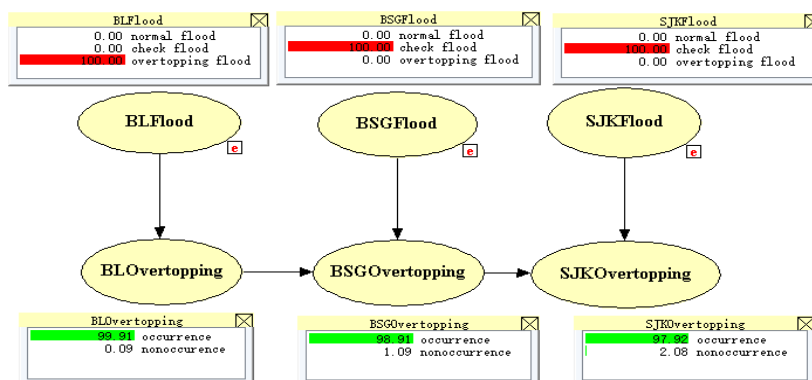 BLFlood
0.00 normal flood
0.00 check flood
100.00 overtopping flood
BSGFlood
0.00 normal flood
100.00 check flood
0.00 overtopping flood
SJKFlood
0.00 normal flood
100.00 check flood
0.00 overtopping flood
BLFlood
e
BSGFlood
e
SJKFlood
e
BLOvertopping
BSGOvertopping
SJKOvertopping
BLOvertopping
99.91 occurrence
0.09 nonoccurence
BSGOvertopping
98.91 occurrence
1.09 nonoccurence
SJKOvertopping
97.92 occurrence
2.08 nonoccurrence